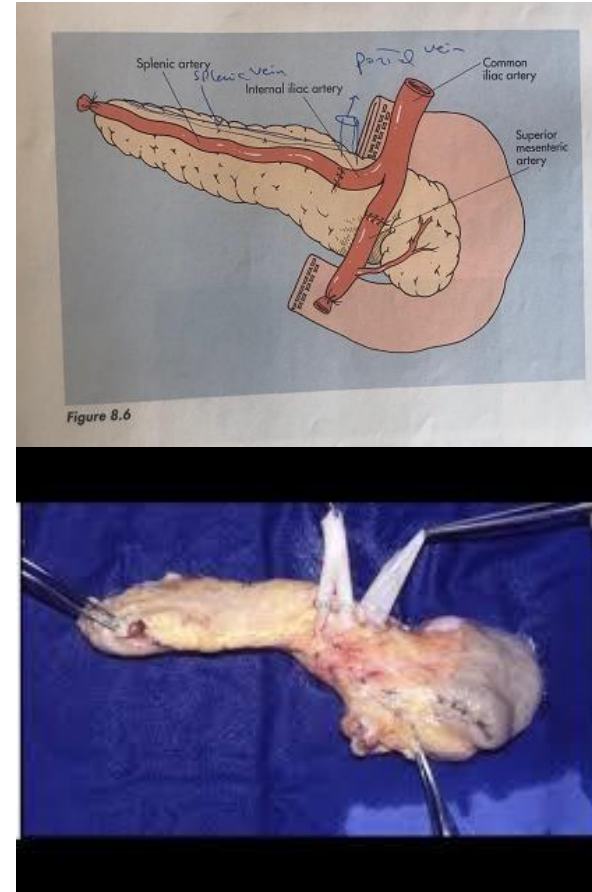 Splenic artery
splenic vein
Internal iliac artery
portal vein
Common
iliac artery
Superior
mesenteric
artery
Figure 8.6